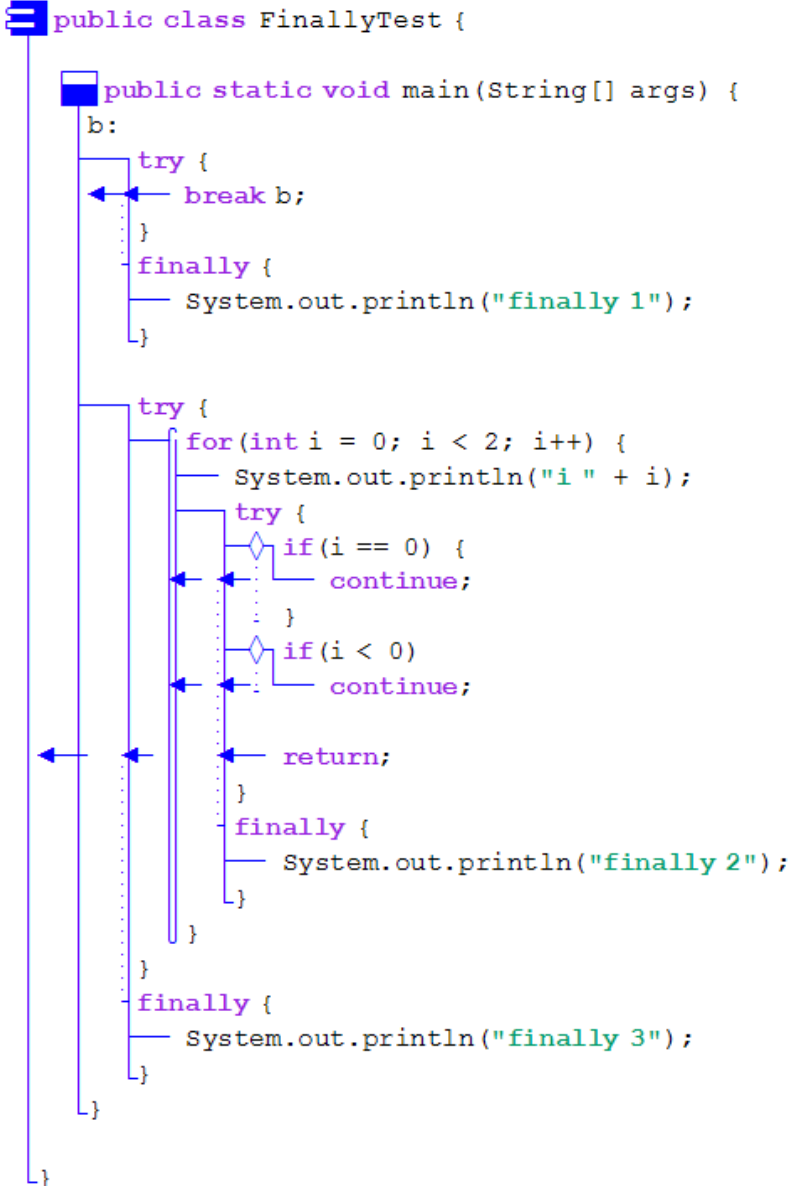 public class FinallyTest {
public static void main(String[] args) {
b:
try {
break b;
}
finally {
System.out.println("finally 1");
}
try {
for(int i = 0; i < 2; i++) {
System.out.println("i " + i);
try {
if(i == 0) {
continue;
}
if(i < 0)
continue;
return;
}
finally {
System.out.println("finally 2");
}
}
}
finally {
System.out.println("finally 3");
}
}
}